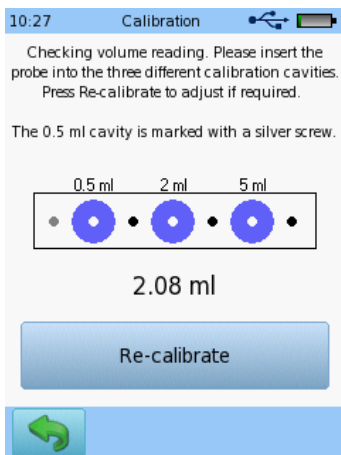 10:27 Calibration
Checking volume reading. Please insert the
probe into the three different calibration cavities.
Press Re-calibrate to adjust if required.
The 0.5 ml cavity is marked with a silver screw.
0.5 ml 2 ml 5 ml
2.08 ml
Re-calibrate